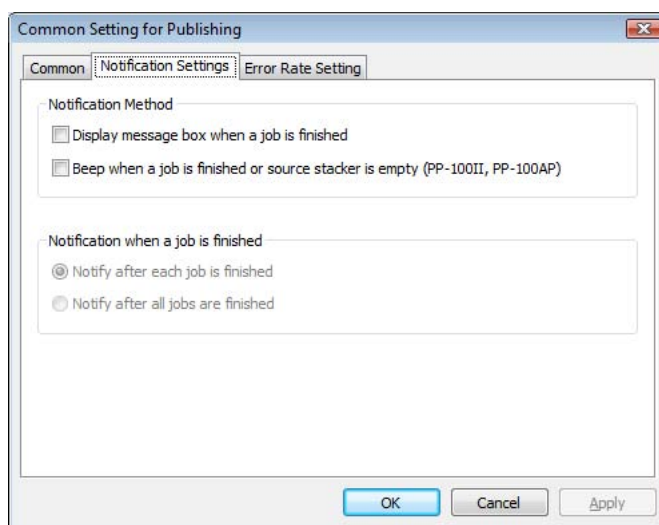 Common Setting for Publishing
Common Notification Settings Error Rate Setting
Notification Method
Display message box when a job is finished
Beep when a job is finished or source stacker is empty (PP-100II, PP-100AP)
Notification when a job is finished
Notify after each job is finished
Notify after all jobs are finished
OK Cancel Apply